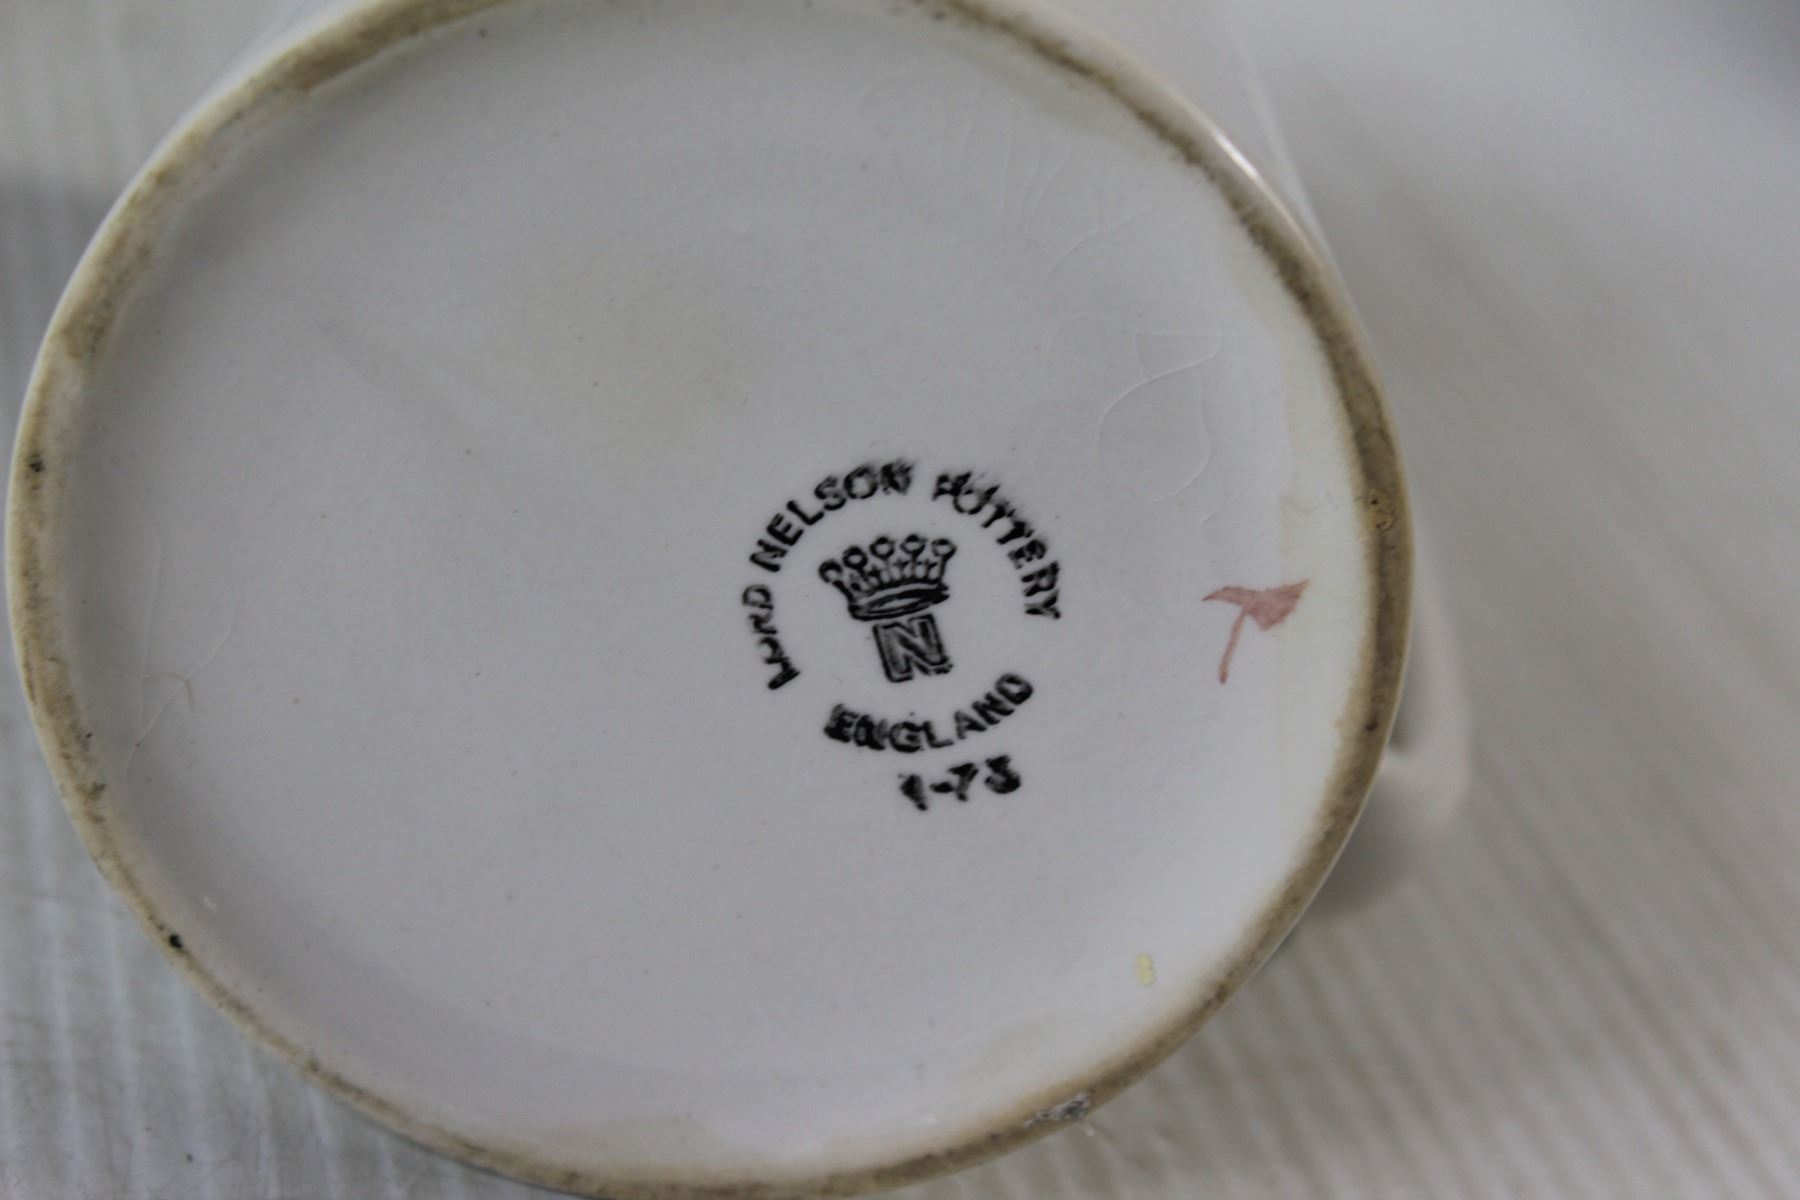 LORD NELSON POTTERY
N
ENGLAND
1-73